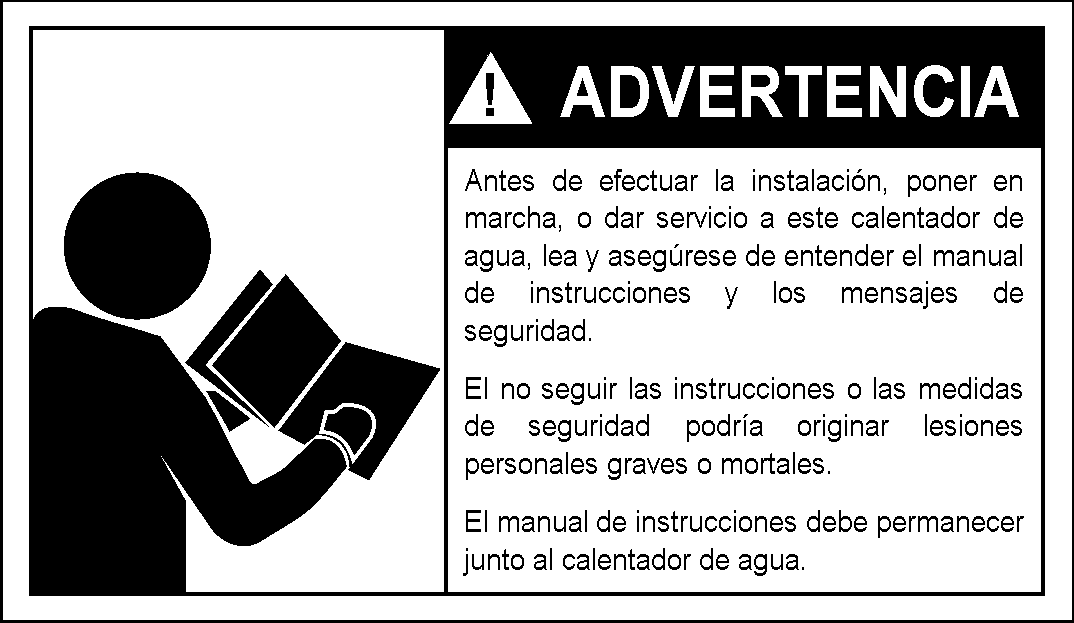 ! ADVERTENCIA
Antes de efectuar la instalación, poner en
marcha, o dar servicio a este calentador de
agua, lea y asegúrese de entender el manual
de instrucciones y los mensajes de
seguridad.
El no seguir las instrucciones o las medidas
de seguridad podría originar lesiones
personales graves o mortales.
El manual de instrucciones debe permanecer
junto al calentador de agua.